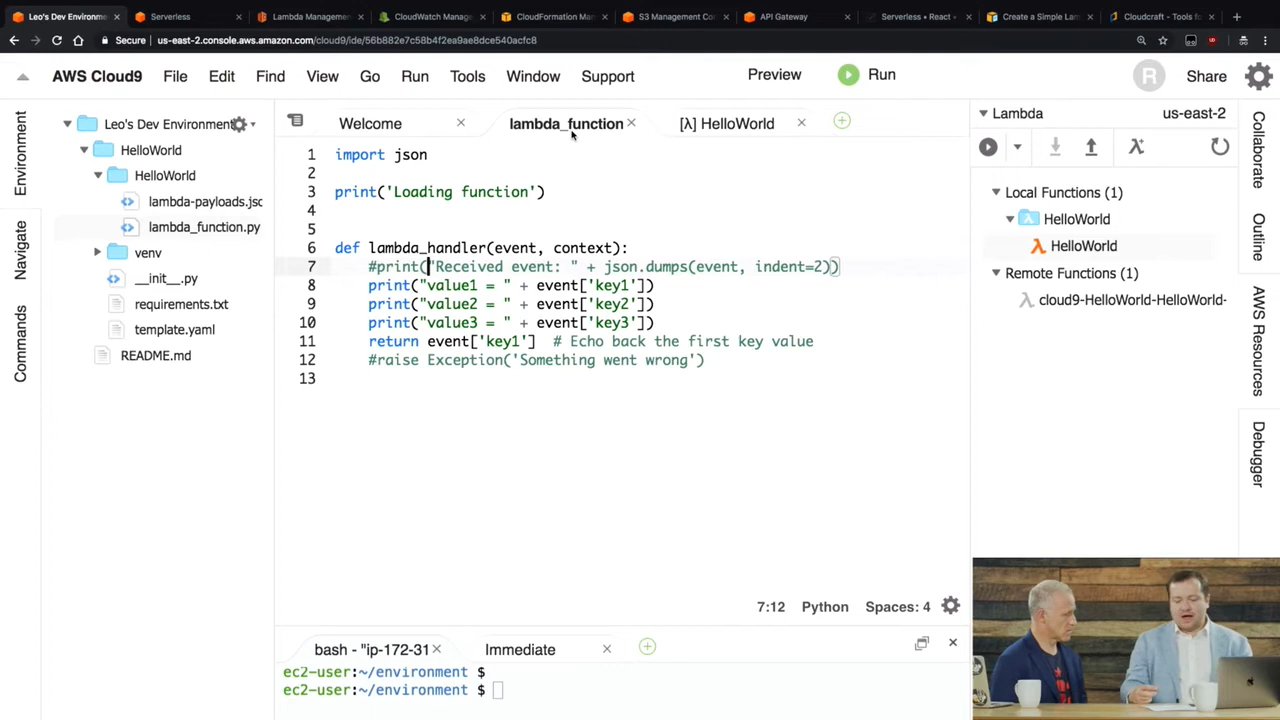 Leo's Dev Environmen
Serverless
Lambda Managemen
CloudWatch Manage
CloudFormation Man
S3 Management Co
API Gateway
Serverless • React •
Create a Simple Lam
Cloudcraft - Tools fo
Secure us-east-2.console.aws.amazon.com/cloud9/ide/56b882e7c58b4f2ea9ae8dce540acfc8
AWS Cloud9 File Edit Find View Go Run Tools Window Support Preview Run R Share
Environment
Navigate
Commands
Leo's Dev Environment
HelloWorld
HelloWorld
lambda-payloads.jsc
lambda_function.py
venv
__init__.py
requirements.txt
template.yaml
README.md
Welcome
lambda_function
[λ] HelloWorld
1 import json
2
3 print('Loading function')
4
5
6 def lambda_handler(event, context):
7 #print("Received event: " + json.dumps(event, indent=2))
8 print("value1 = " + event['key1'])
9 print("value2 = " + event['key2'])
10 print("value3 = " + event['key3'])
11 return event['key1'] # Echo back the first key value
12 #raise Exception('Something went wrong')
13
7:12 Python Spaces: 4
bash - "ip-172-31
Immediate
ec2-user:~/environment $
ec2-user:~/environment $
Lambda us-east-2
Local Functions (1)
HelloWorld
HelloWorld
Remote Functions (1)
cloud9-HelloWorld-HelloWorld-
Collaborate
Outline
AWS Resources
Debugger